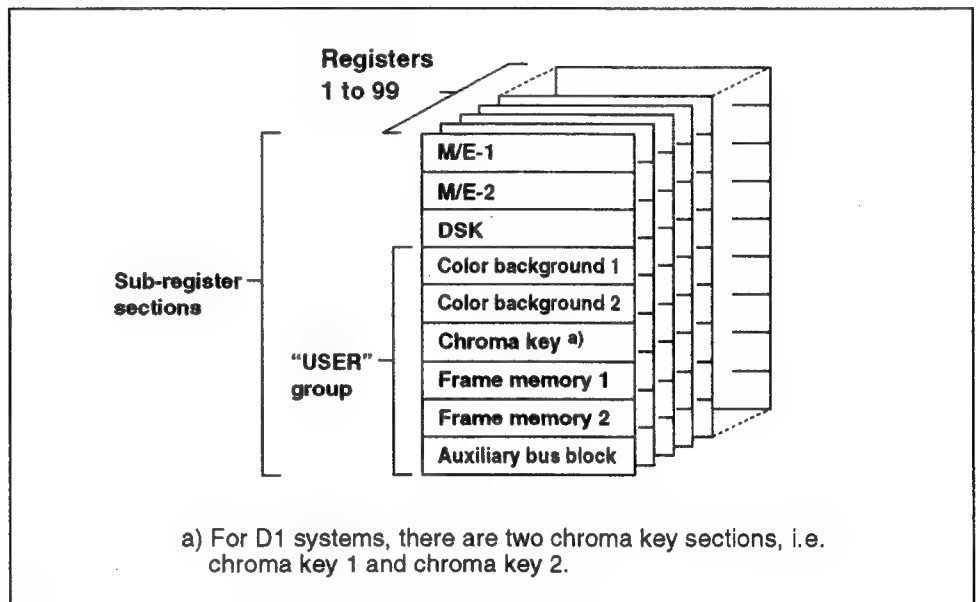 Registers
1 to 99
M/E-1
M/E-2
DSK
Color background 1
Color background 2
Chroma key a)
Frame memory 1
Frame memory 2
Auxiliary bus block
Sub-register
sections
“USER”
group
a) For D1 systems, there are two chroma key sections, i.e.
chroma key 1 and chroma key 2.